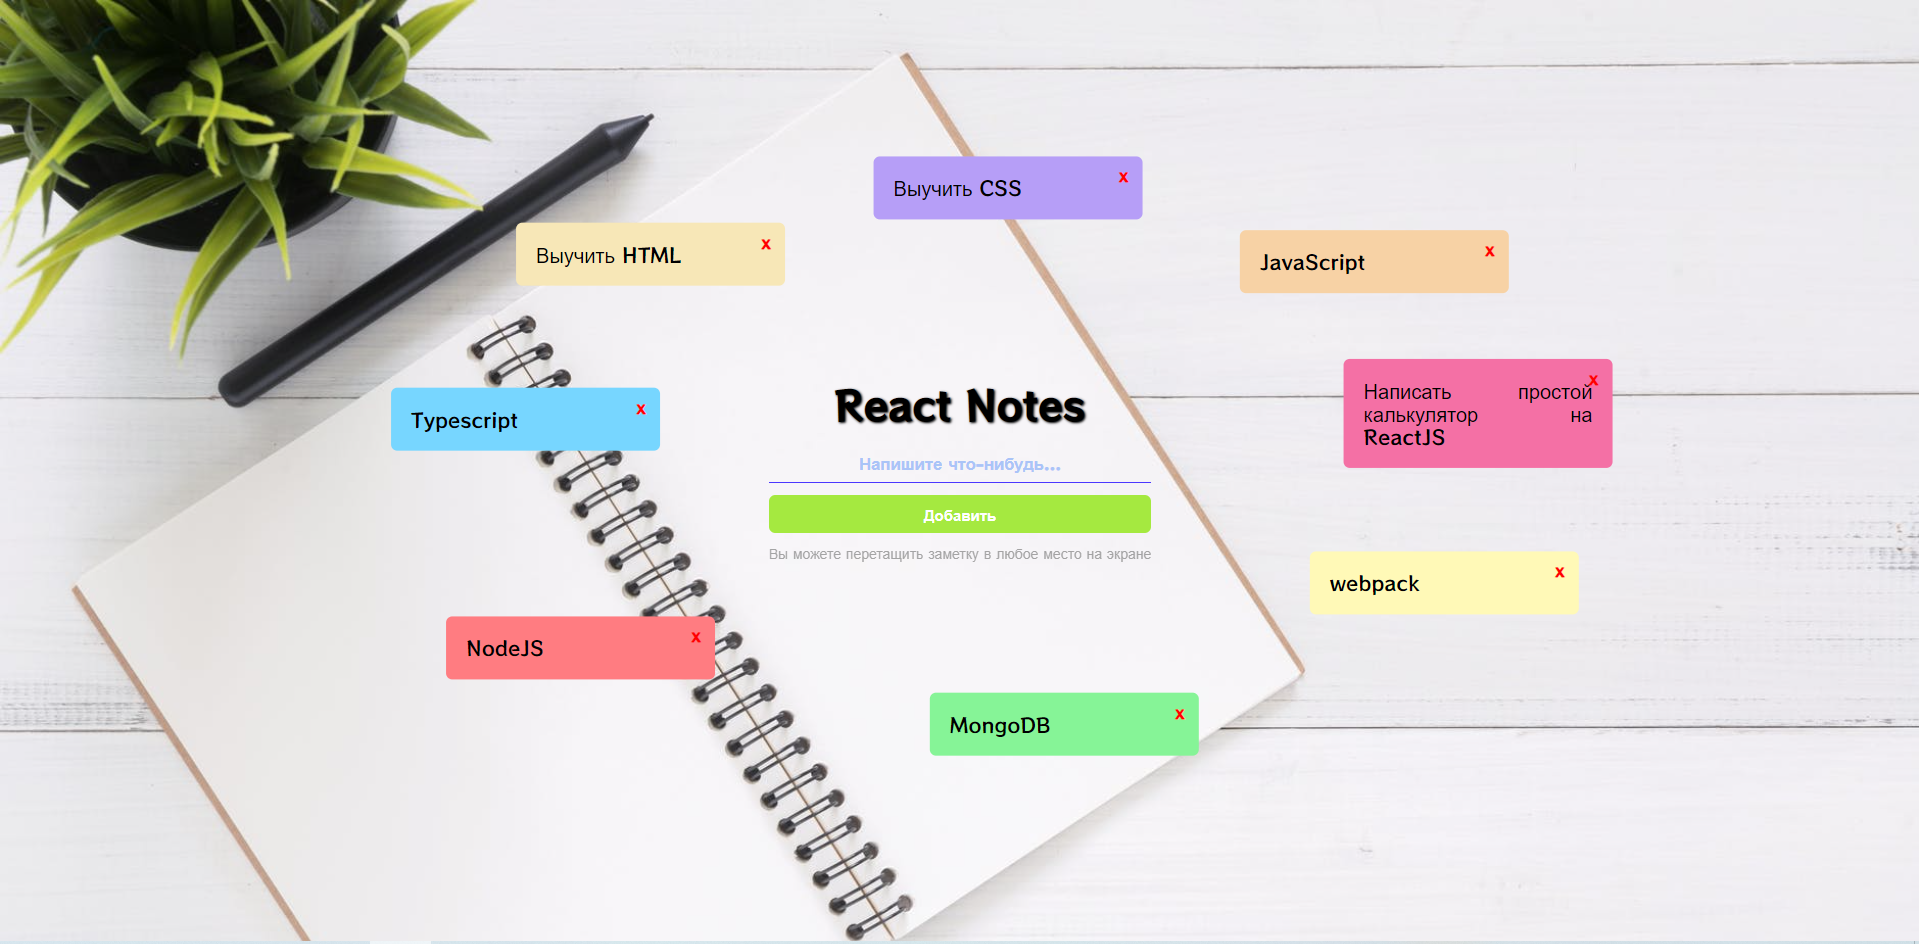 Выучить CSS
x
Выучить HTML
x
JavaScript
x
Написать простой
калькулятор на
ReactJS
x
Typescript
x
React Notes
Напишите что-нибудь...
Добавить
Вы можете перетащить заметку в любое место на экране
webpack
x
NodeJS
x
MongoDB
x